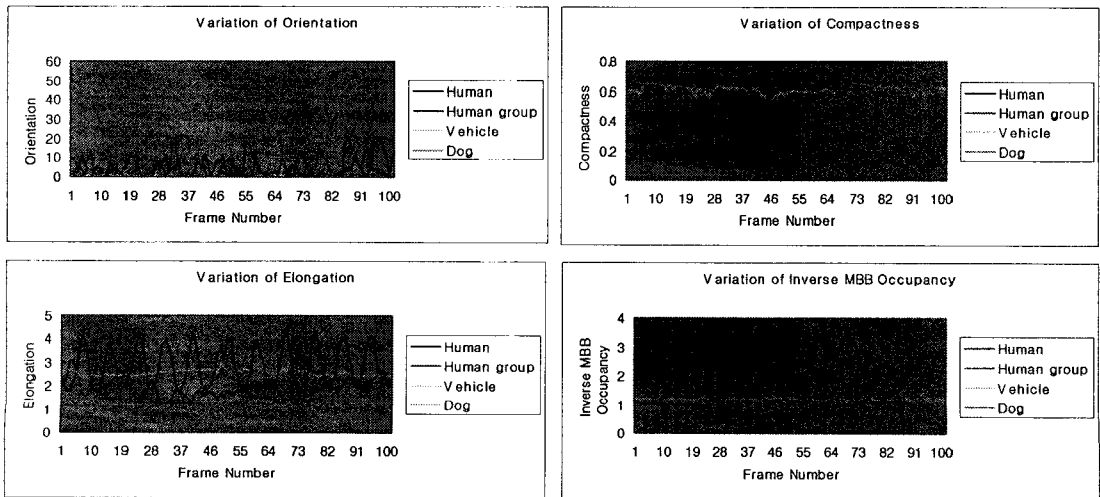 Variation of Orientation
60
50
40
30
20
10
0
Orientation
1 10 19 28 37 46 55 64 73 82 91 100
Frame Number
Human
Human group
Vehicle
Dog
Variation of Compactness
0.8
0.6
0.4
0.2
0
Compactness
1 10 19 28 37 46 55 64 73 82 91 100
Frame Number
Human
Human group
Vehicle
Dog
Variation of Elongation
5
4
3
2
1
0
Elongation
1 10 19 28 37 46 55 64 73 82 91 100
Frame Number
Human
Human group
Vehicle
Dog
Variation of Inverse MBB Occupancy
4
3
2
1
0
Inverse MBB
Occupancy
1 10 19 28 37 46 55 64 73 82 91 100
Frame Number
Human
Human group
Vehicle
Dog